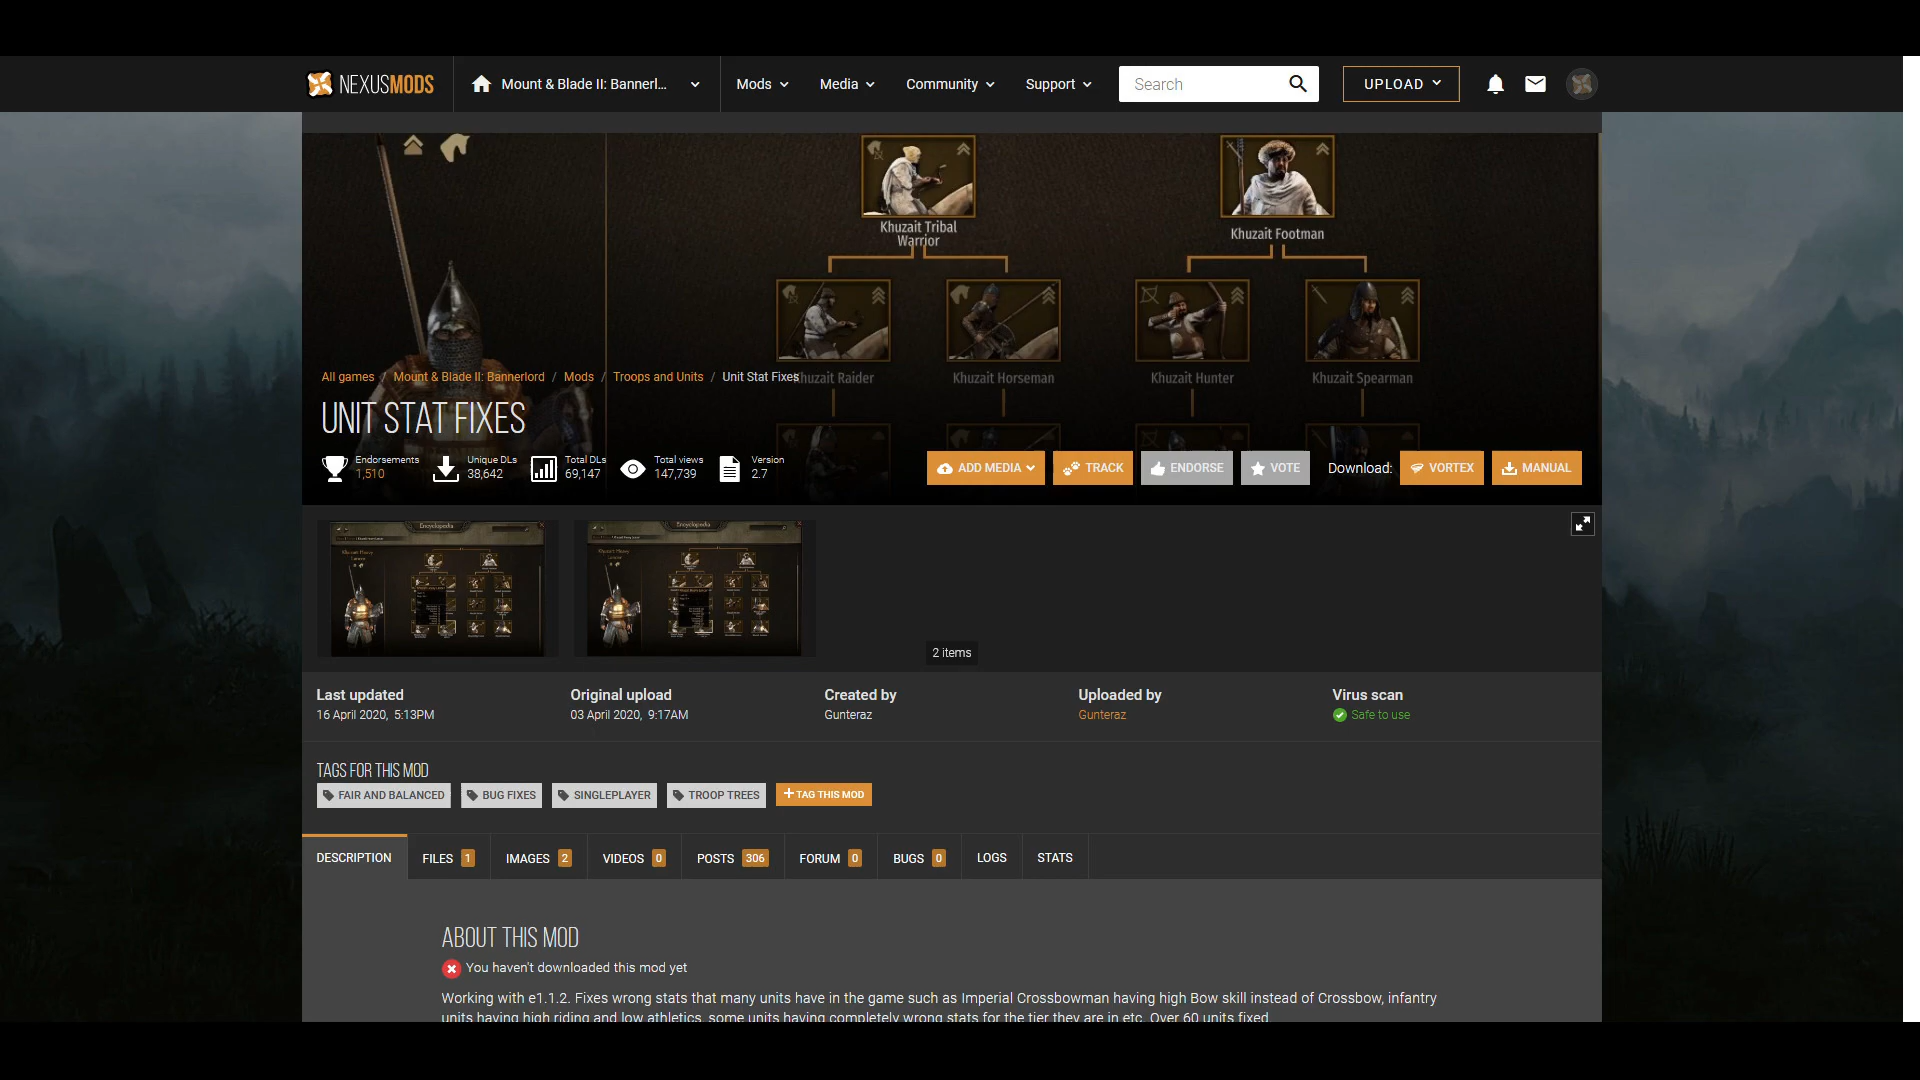 NEXUSMODS
Mount & Blade II: Bannerl...
Mods
Media
Community
Support
Search
UPLOAD
Khuzait Tribal
Warrior
Khuzait Footman
Khuzait Raider
Khuzait Horseman
Khuzait Hunter
Khuzait Spearman
All games / Mount & Blade II: Bannerlord / Mods / Troops and Units / Unit Stat Fixes
UNIT STAT FIXES
Endorsements
1,510
Unique DLs
38,642
Total DLs
69,147
Total views
147,739
Version
2.7
ADD MEDIA
TRACK
ENDORSE
VOTE
Download:
VORTEX
MANUAL
Encyclopedia
Encyclopedia
2 items
Last updated
16 April 2020, 5:13PM
Original upload
03 April 2020, 9:17AM
Created by
Gunteraz
Uploaded by
Gunteraz
Virus scan
Safe to use
TAGS FOR THIS MOD
FAIR AND BALANCED
BUG FIXES
SINGLEPLAYER
TROOP TREES
+ TAG THIS MOD
DESCRIPTION
FILES 1
IMAGES 2
VIDEOS 0
POSTS 306
FORUM 0
BUGS 0
LOGS
STATS
ABOUT THIS MOD
You haven't downloaded this mod yet
Working with e1.1.2. Fixes wrong stats that many units have in the game such as Imperial Crossbowman having high Bow skill instead of Crossbow, infantry
units having high riding and low athletics, some units having completely wrong stats for the tier they are in etc. Over 60 units fixed.